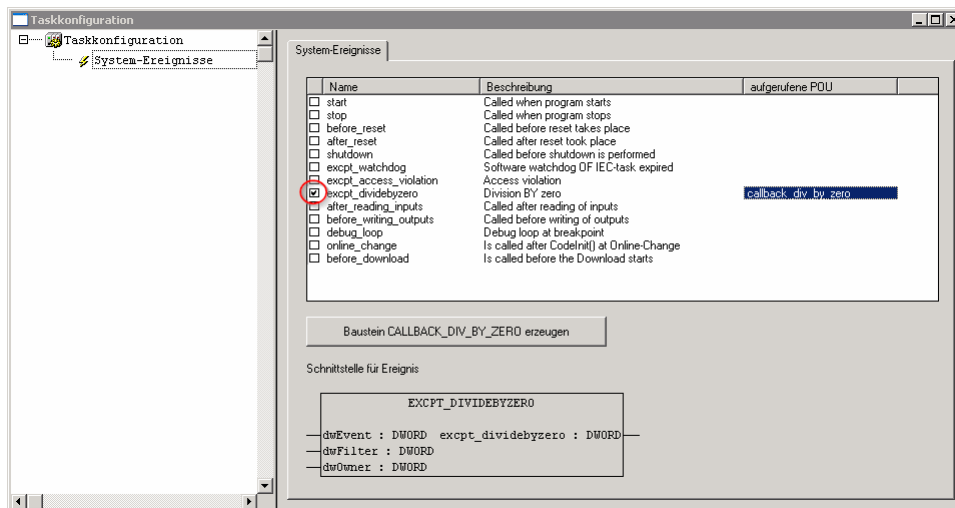 Taskkonfiguration
Taskkonfiguration
System-Ereignisse
System-Ereignisse
Name Beschreibung aufgerufene POU
start Called when program starts
stop Called when program stops
before_reset Called before reset takes place
after_reset Called after reset took place
shutdown Called before shutdown is performed
excpt_watchdog Software watchdog OF IEC-task expired
excpt_access_violation Access violation
excpt_dividebyzero Division BY zero callback_div_by_zero
after_reading_inputs Called after reading of inputs
before_writing_outputs Called before writing of outputs
debug_loop Debug loop at breakpoint
online_change Is called after CodeInit() at Online-Change
before_download Is called before the Download starts
Baustein CALLBACK_DIV_BY_ZERO erzeugen
Schnittstelle für Ereignis
EXCPT_DIVIDEBYZERO
dwEvent : DWORD excpt_dividebyzero : DWORD
dwFilter : DWORD
dwOwner : DWORD